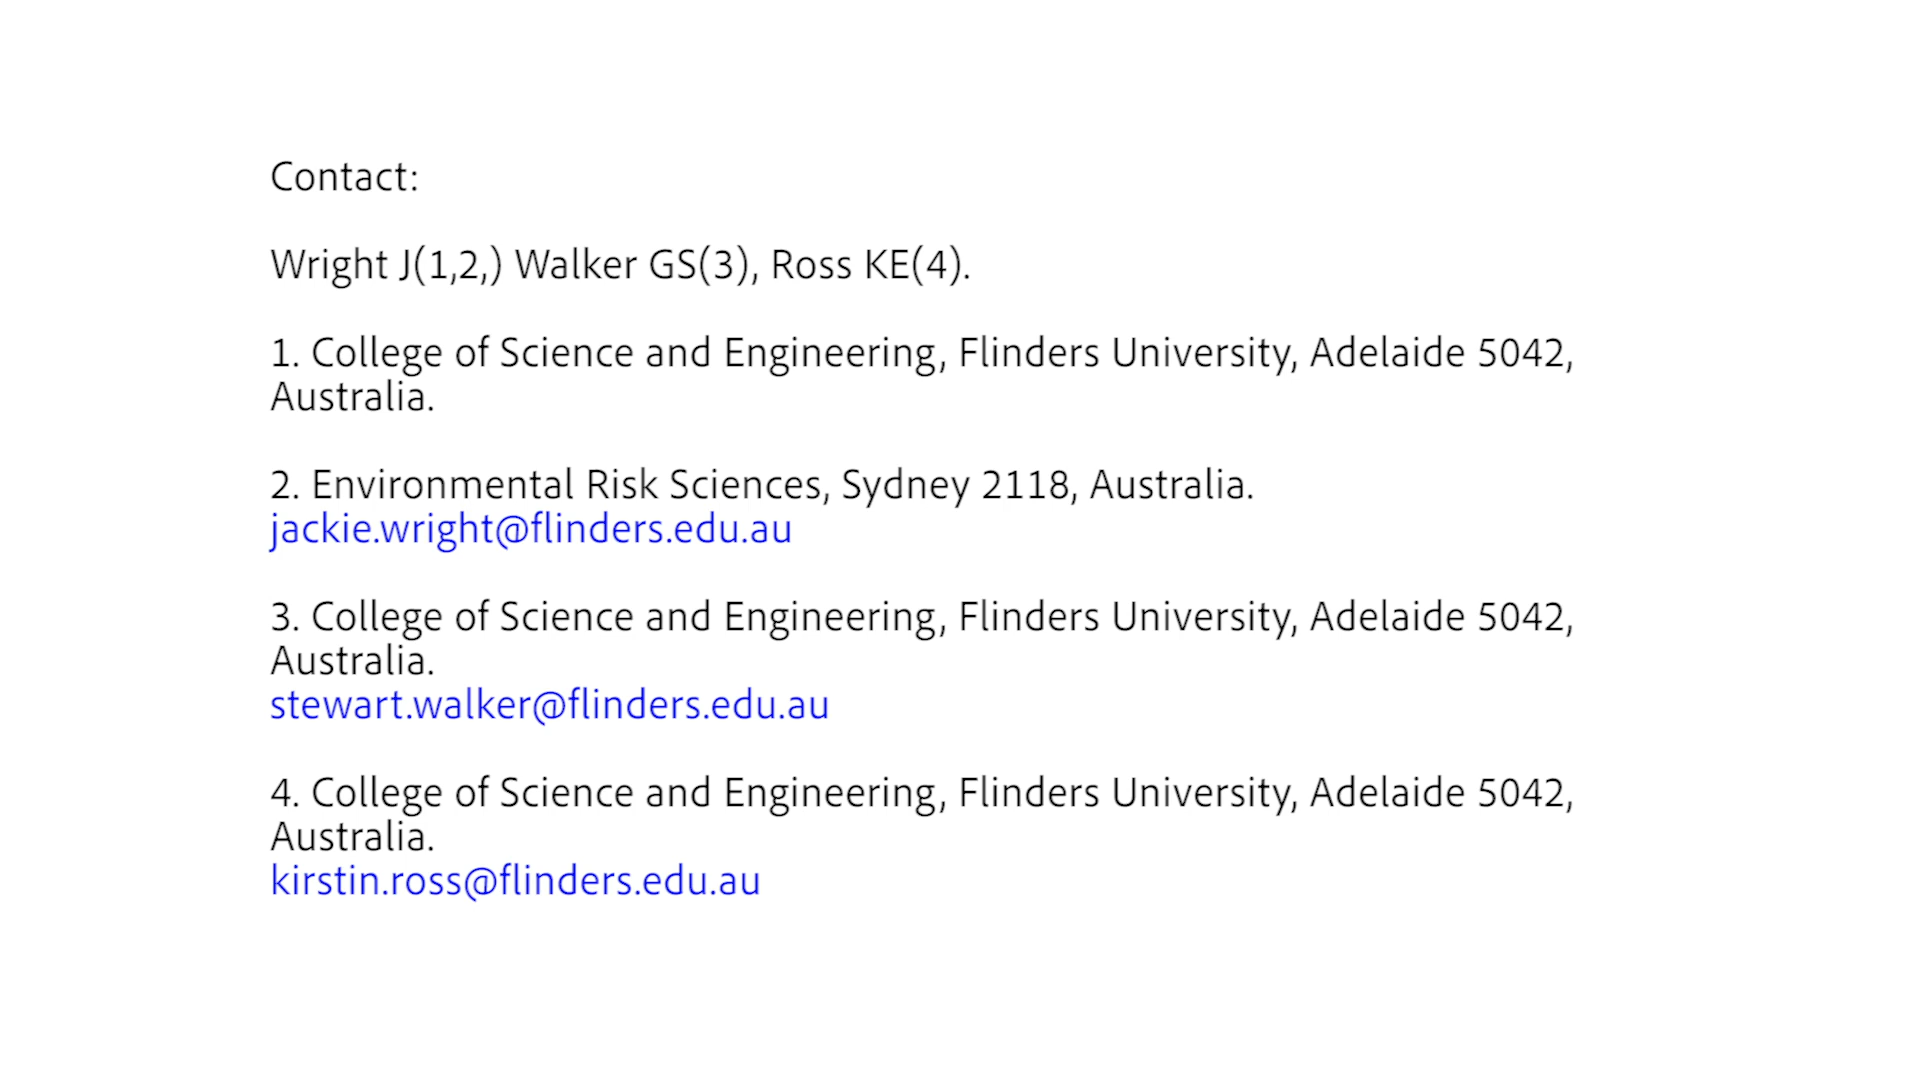 Contact:
Wright J(1,2,) Walker GS(3), Ross KE(4).
1. College of Science and Engineering, Flinders University, Adelaide 5042,
Australia.
2. Environmental Risk Sciences, Sydney 2118, Australia.
jackie.wright@flinders.edu.au
3. College of Science and Engineering, Flinders University, Adelaide 5042,
Australia.
stewart.walker@flinders.edu.au
4. College of Science and Engineering, Flinders University, Adelaide 5042,
Australia.
kirstin.ross@flinders.edu.au